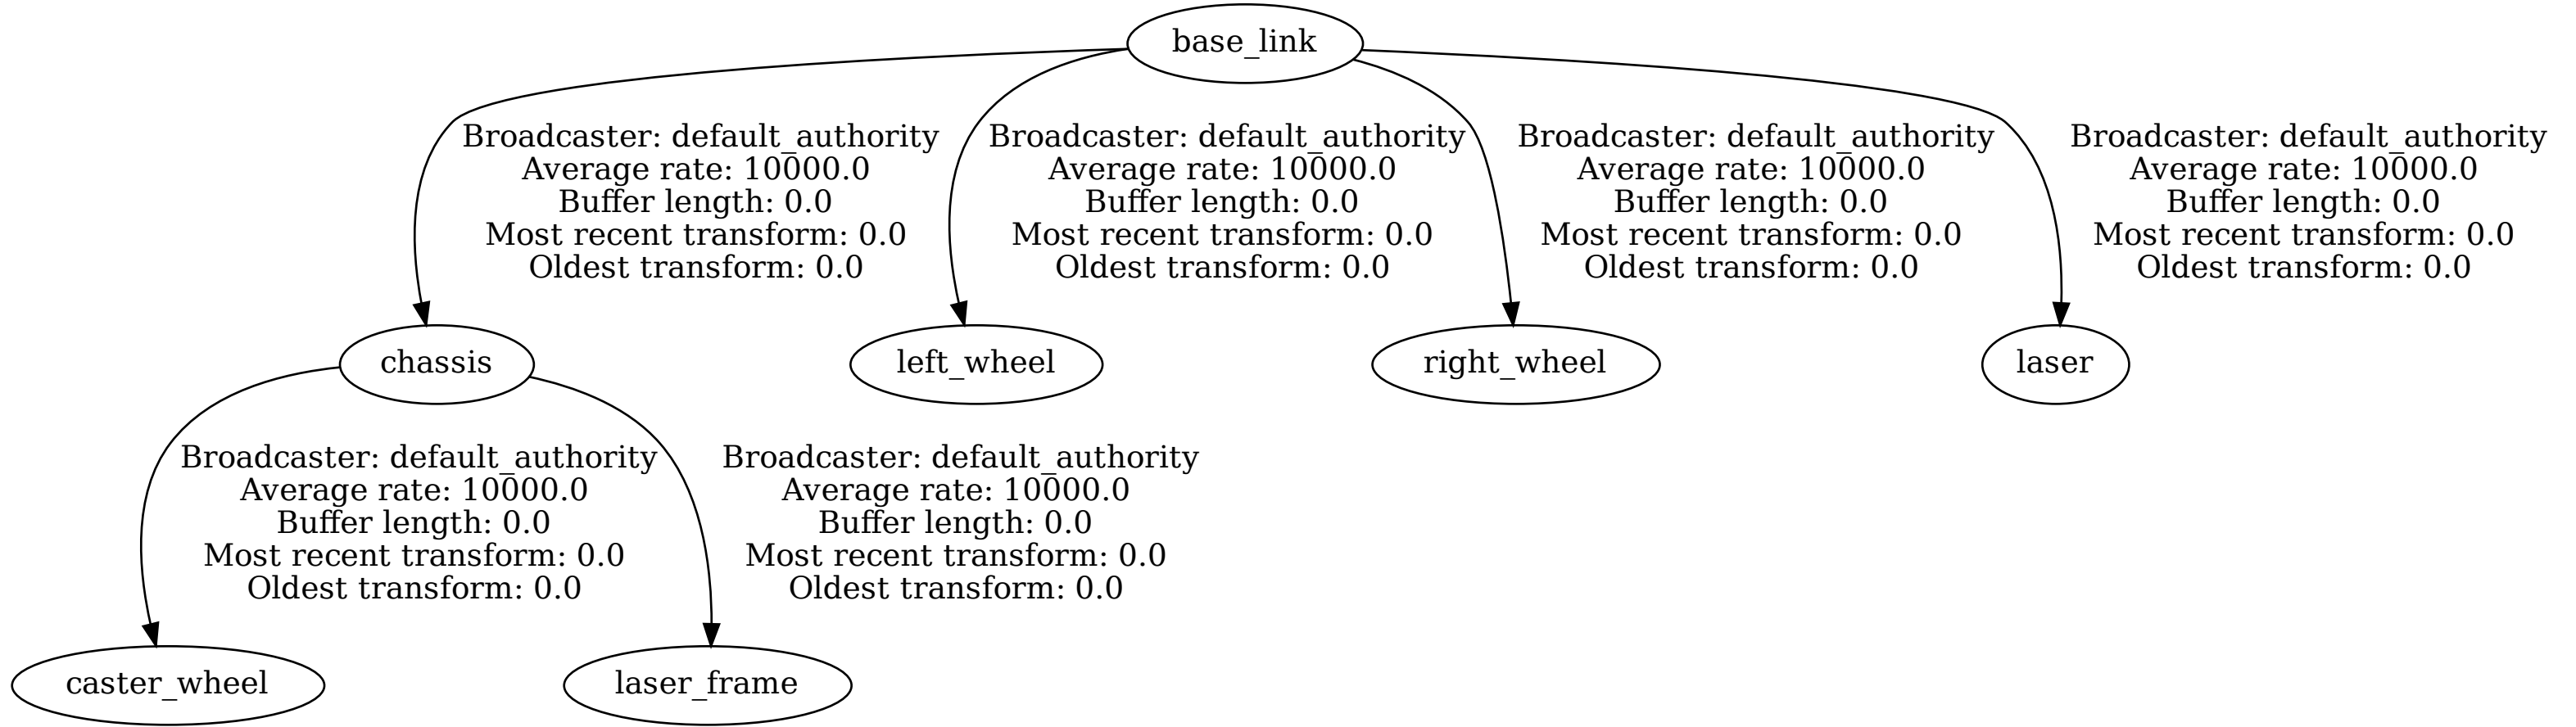 base_link
Broadcaster: default_authority
Average rate: 10000.0
Buffer length: 0.0
Most recent transform: 0.0
Oldest transform: 0.0
Broadcaster: default_authority
Average rate: 10000.0
Buffer length: 0.0
Most recent transform: 0.0
Oldest transform: 0.0
Broadcaster: default_authority
Average rate: 10000.0
Buffer length: 0.0
Most recent transform: 0.0
Oldest transform: 0.0
Broadcaster: default_authority
Average rate: 10000.0
Buffer length: 0.0
Most recent transform: 0.0
Oldest transform: 0.0
chassis
left_wheel
right_wheel
laser
Broadcaster: default_authority
Average rate: 10000.0
Buffer length: 0.0
Most recent transform: 0.0
Oldest transform: 0.0
Broadcaster: default_authority
Average rate: 10000.0
Buffer length: 0.0
Most recent transform: 0.0
Oldest transform: 0.0
caster_wheel
laser_frame